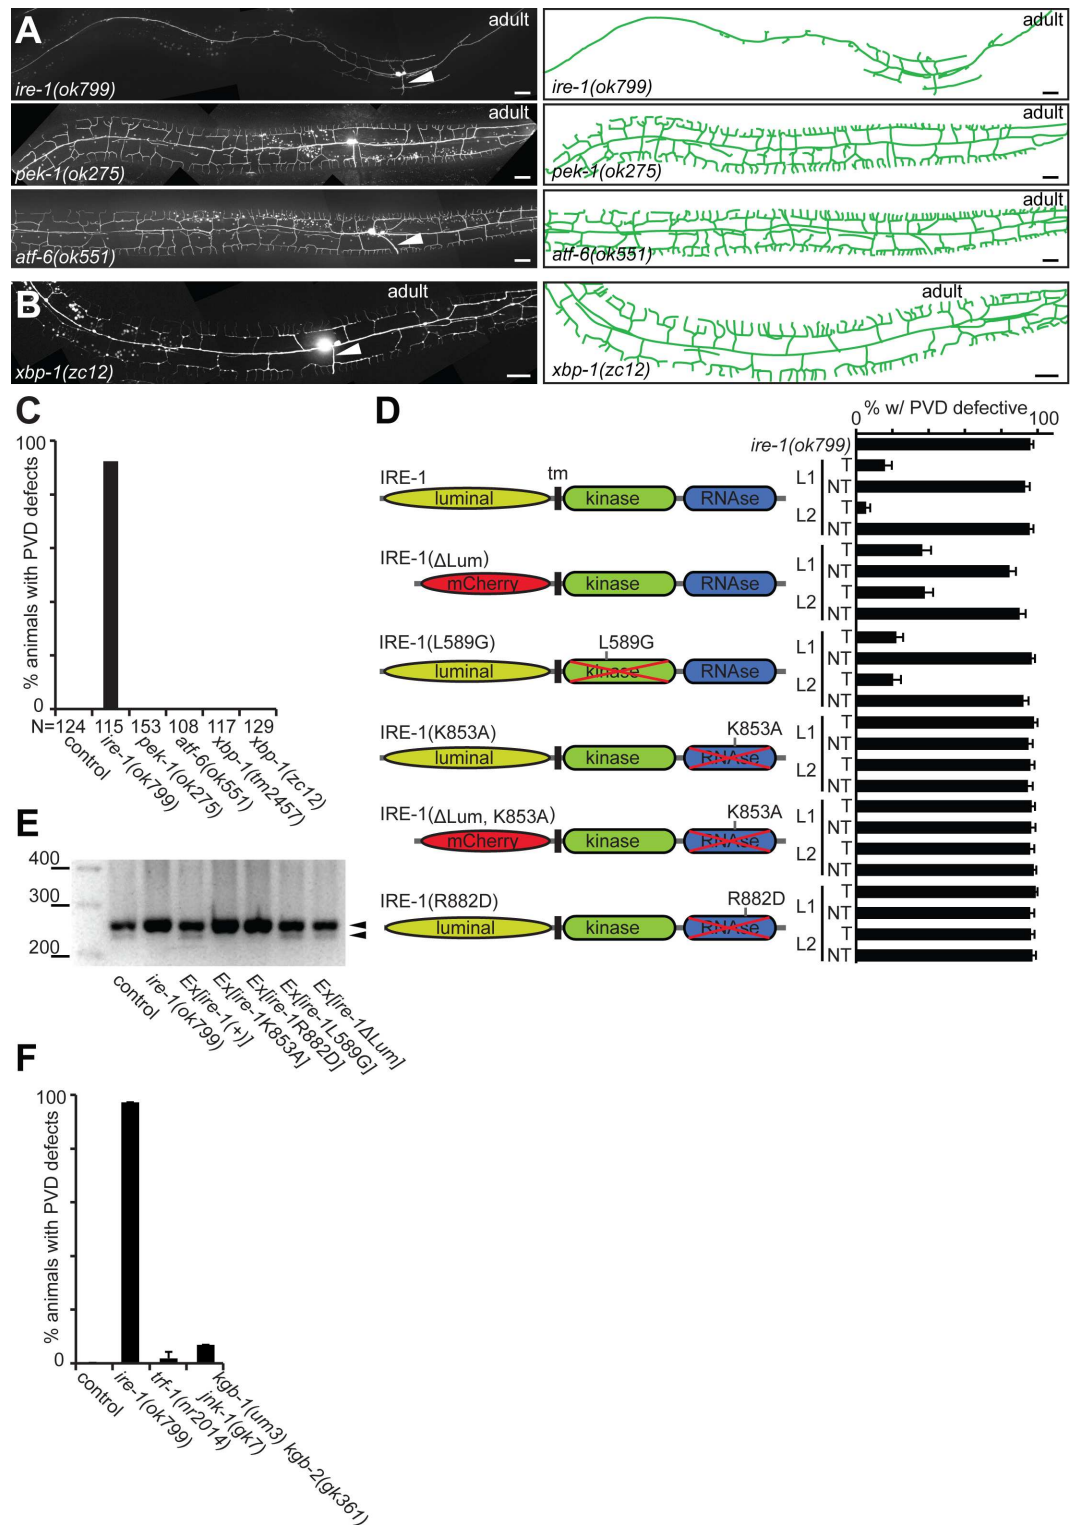 A
adult
adult
ire-1(ok799)
ire-1(ok799)
adult
adult
pek-1(ok275)
pek-1(ok275)
adult
atf-6(ok551)
atf-6(ok551)
B
adult
adult
xbp-1(zc12)
xbp-1(zc12)
C
% animals with PVD defects
100
0
N=124 115 153 108 117 129
control
ire-1(ok799)
pek-1(ok275)
atf-6(ok551)
xbp-1(tm2457)
xbp-1(zc12)
D
% w/ PVD defective
0 100
ire-1(ok799)
IRE-1
tm
luminal kinase RNAse
L1 T
NT
L2 T
NT
IRE-1(ΔLum)
mCherry kinase RNAse
L1 T
NT
L2 T
NT
IRE-1(L589G)
L589G
luminal kinase RNAse
L1 T
NT
L2 T
NT
IRE-1(K853A)
K853A
luminal kinase RNAse
L1 T
NT
L2 T
NT
IRE-1(ΔLum, K853A)
K853A
mCherry kinase RNAse
L1 T
NT
L2 T
NT
IRE-1(R882D)
R882D
luminal kinase RNAse
L1 T
NT
L2 T
NT
E
400
300
200
control
ire-1(ok799)
Ex[ire-1(+)]
Ex[ire-1K853A]
Ex[ire-1R882D]
Ex[ire-1L589G]
Ex[ire-1ΔLum]
F
% animals with PVD defects
100
0
control
ire-1(ok799)
trf-1(nr2014)
jnk-1(gk7)
kgb-1(um3) kgb-2(gk361)